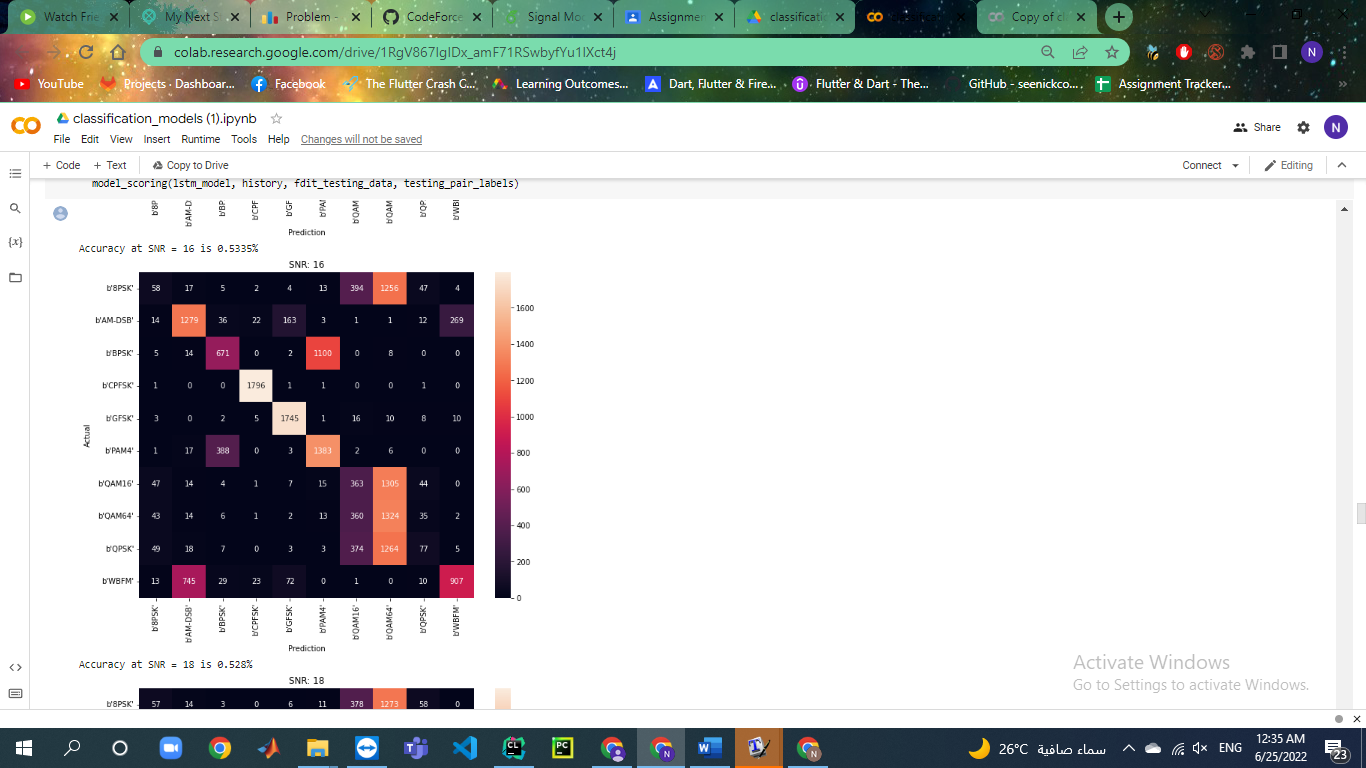 Watch Frie
My Next S
Problem -
CodeForce
Signal Mo
Assignmen
classificatio
Copy of cl
colab.research.google.com/drive/1RgV867IgIDx_amF71RSwbyfYu1IXct4j
N
YouTube
Projects · Dashboar...
Facebook
The Flutter Crash C...
Learning Outcomes...
Dart, Flutter & Fire...
Flutter & Dart - The...
GitHub - seenickco...
Assignment Tracker...
»
classification_models (1).ipynb
File Edit View Insert Runtime Tools Help Changes will not be saved
Share
N
+ Code + Text Copy to Drive
Connect
Editing
model_scoring(lstm_model, history, fdit_testing_data, testing_pair_labels)
b'8P b'AM-D b'BP b'CPF b'GF b'PAI b'QAM b'QAM b'QP b'WBI
Prediction
Accuracy at SNR = 16 is 0.5335%
SNR: 16
b'8PSK' 58 17 5 2 4 13 394 1256 47 4
b'AM-DSB' 14 1279 36 22 163 3 1 1 12 269
b'BPSK' 5 14 671 0 2 1100 0 8 0 0
b'CPFSK' 1 0 0 1796 1 1 0 0 1 0
b'GFSK' 3 0 2 5 1745 1 16 10 8 10
b'PAM4' 1 17 388 0 3 1383 2 6 0 0
b'QAM16' 47 14 4 1 7 15 363 1305 44 0
b'QAM64' 43 14 6 1 2 13 360 1324 35 2
b'QPSK' 49 18 7 0 3 3 374 1264 77 5
b'WBFM' 13 745 29 23 72 0 1 0 10 907
Actual
b'8PSK' b'AM-DSB' b'BPSK' b'CPFSK' b'GFSK' b'PAM4' b'QAM16' b'QAM64' b'QPSK' b'WBFM'
Prediction
1600
1400
1200
1000
800
600
400
200
0
Accuracy at SNR = 18 is 0.528%
SNR: 18
b'8PSK' 57 14 3 0 6 11 378 1273 58 0
Activate Windows
Go to Settings to activate Windows.
26°C سماء صافية
ENG
12:35 AM
6/25/2022
23